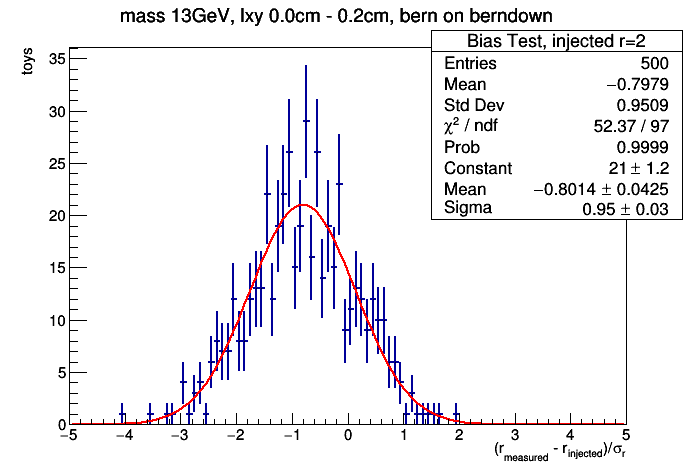 mass 13GeV, lxy 0.0cm - 0.2cm, bern on berndown
Bias Test, injected r=2
Entries 500
Mean −0.7979
Std Dev 0.9509
χ² / ndf 52.37 / 97
Prob 0.9999
Constant 21 ± 1.2
Mean −0.8014 ± 0.0425
Sigma 0.95 ± 0.03
toys
35
30
25
20
15
10
5
0
−5 −4 −3 −2 −1 0 1 2 3 4 5
(r_measured - r_injected)/σ_r